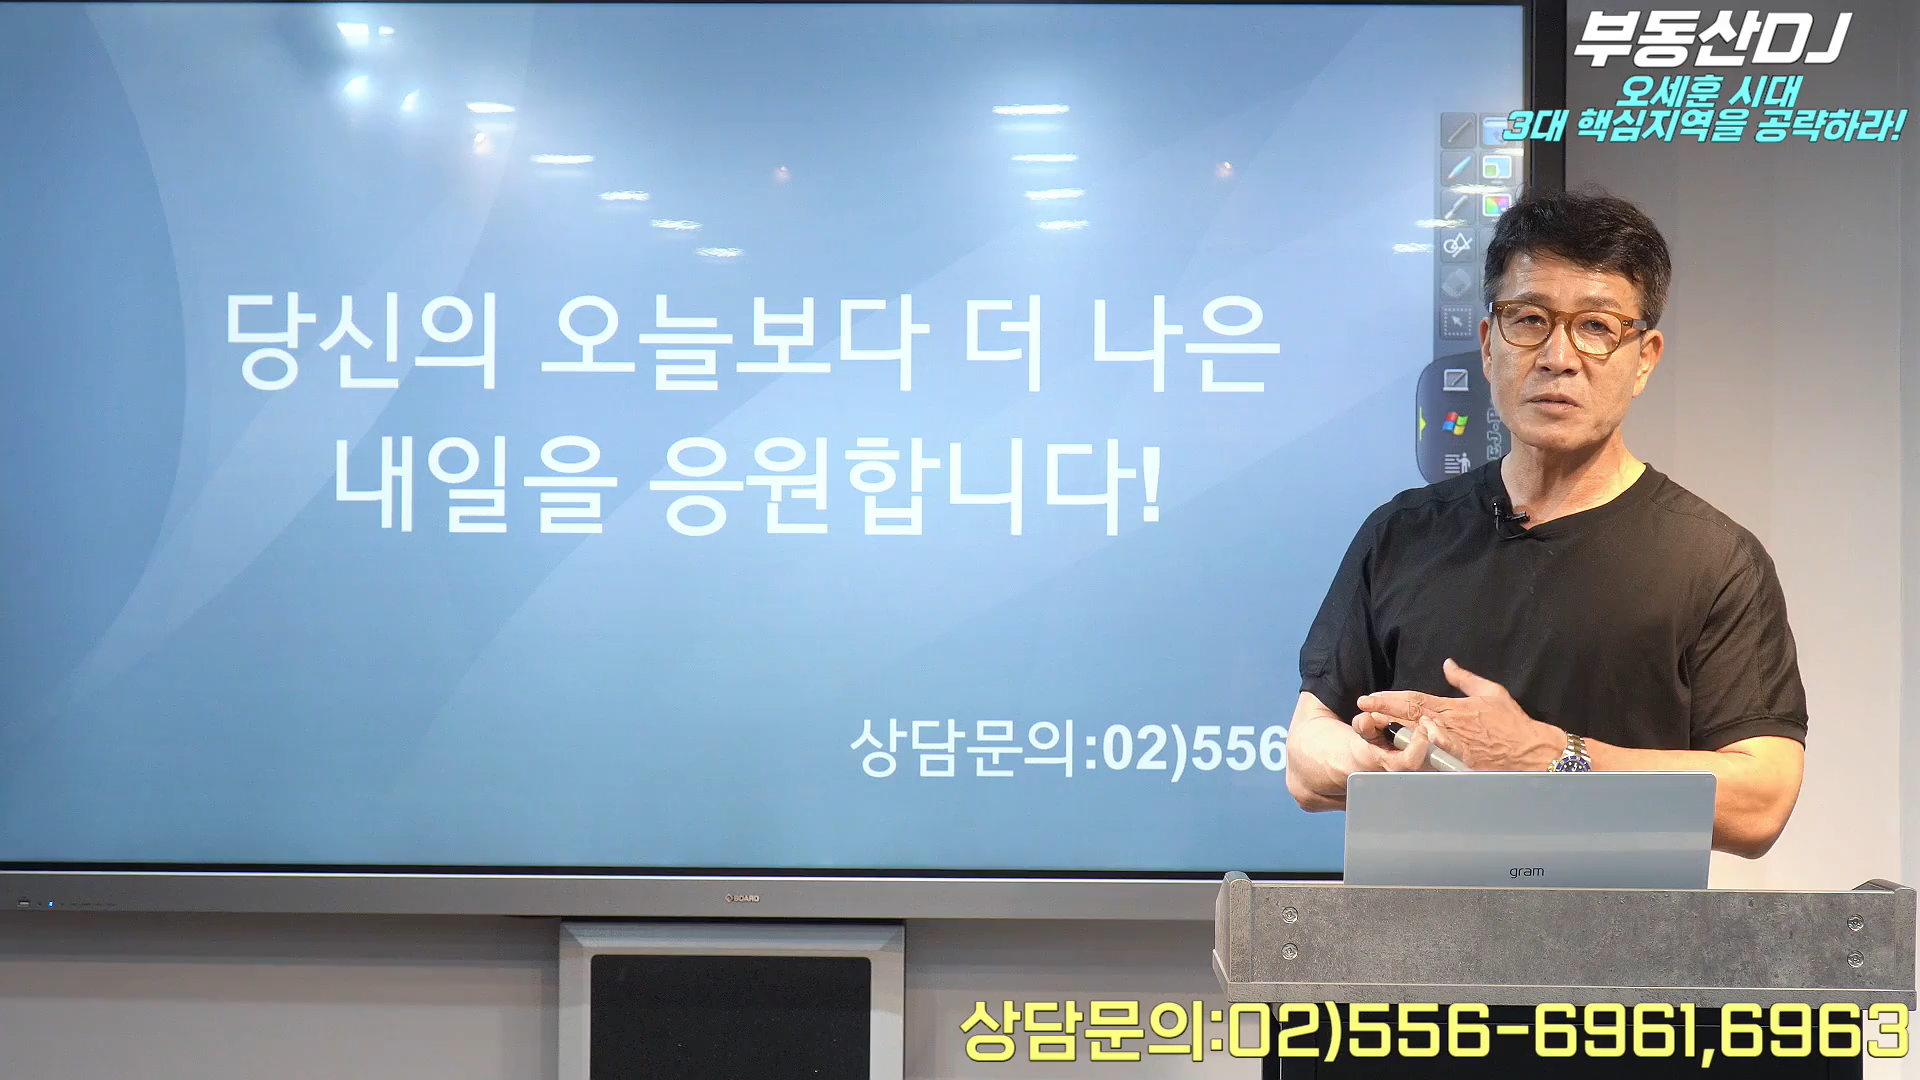 부동산DJ
오세훈 시대
3대 핵심지역을 공략하라!
당신의 오늘보다 더 나은
내일을 응원합니다!
상담문의:02)556
gram
BOARD
상담문의:02)556-6961,6963